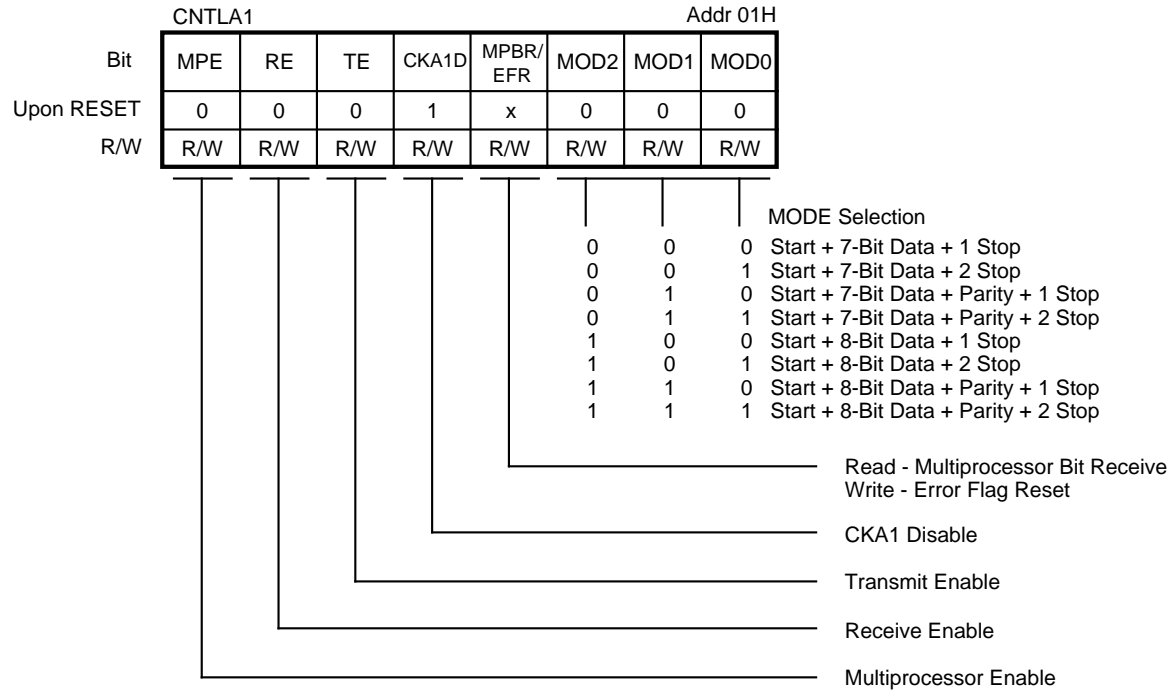 CNTLA1 Addr 01H
Bit MPE RE TE CKA1D MPBR/ EFR MOD2 MOD1 MOD0
Upon RESET 0 0 0 1 x 0 0 0
R/W R/W R/W R/W R/W R/W R/W R/W R/W
MODE Selection
0 0 0 Start + 7-Bit Data + 1 Stop
0 0 1 Start + 7-Bit Data + 2 Stop
0 1 0 Start + 7-Bit Data + Parity + 1 Stop
0 1 1 Start + 7-Bit Data + Parity + 2 Stop
1 0 0 Start + 8-Bit Data + 1 Stop
1 0 1 Start + 8-Bit Data + 2 Stop
1 1 0 Start + 8-Bit Data + Parity + 1 Stop
1 1 1 Start + 8-Bit Data + Parity + 2 Stop
Read - Multiprocessor Bit Receive
Write - Error Flag Reset
CKA1 Disable
Transmit Enable
Receive Enable
Multiprocessor Enable